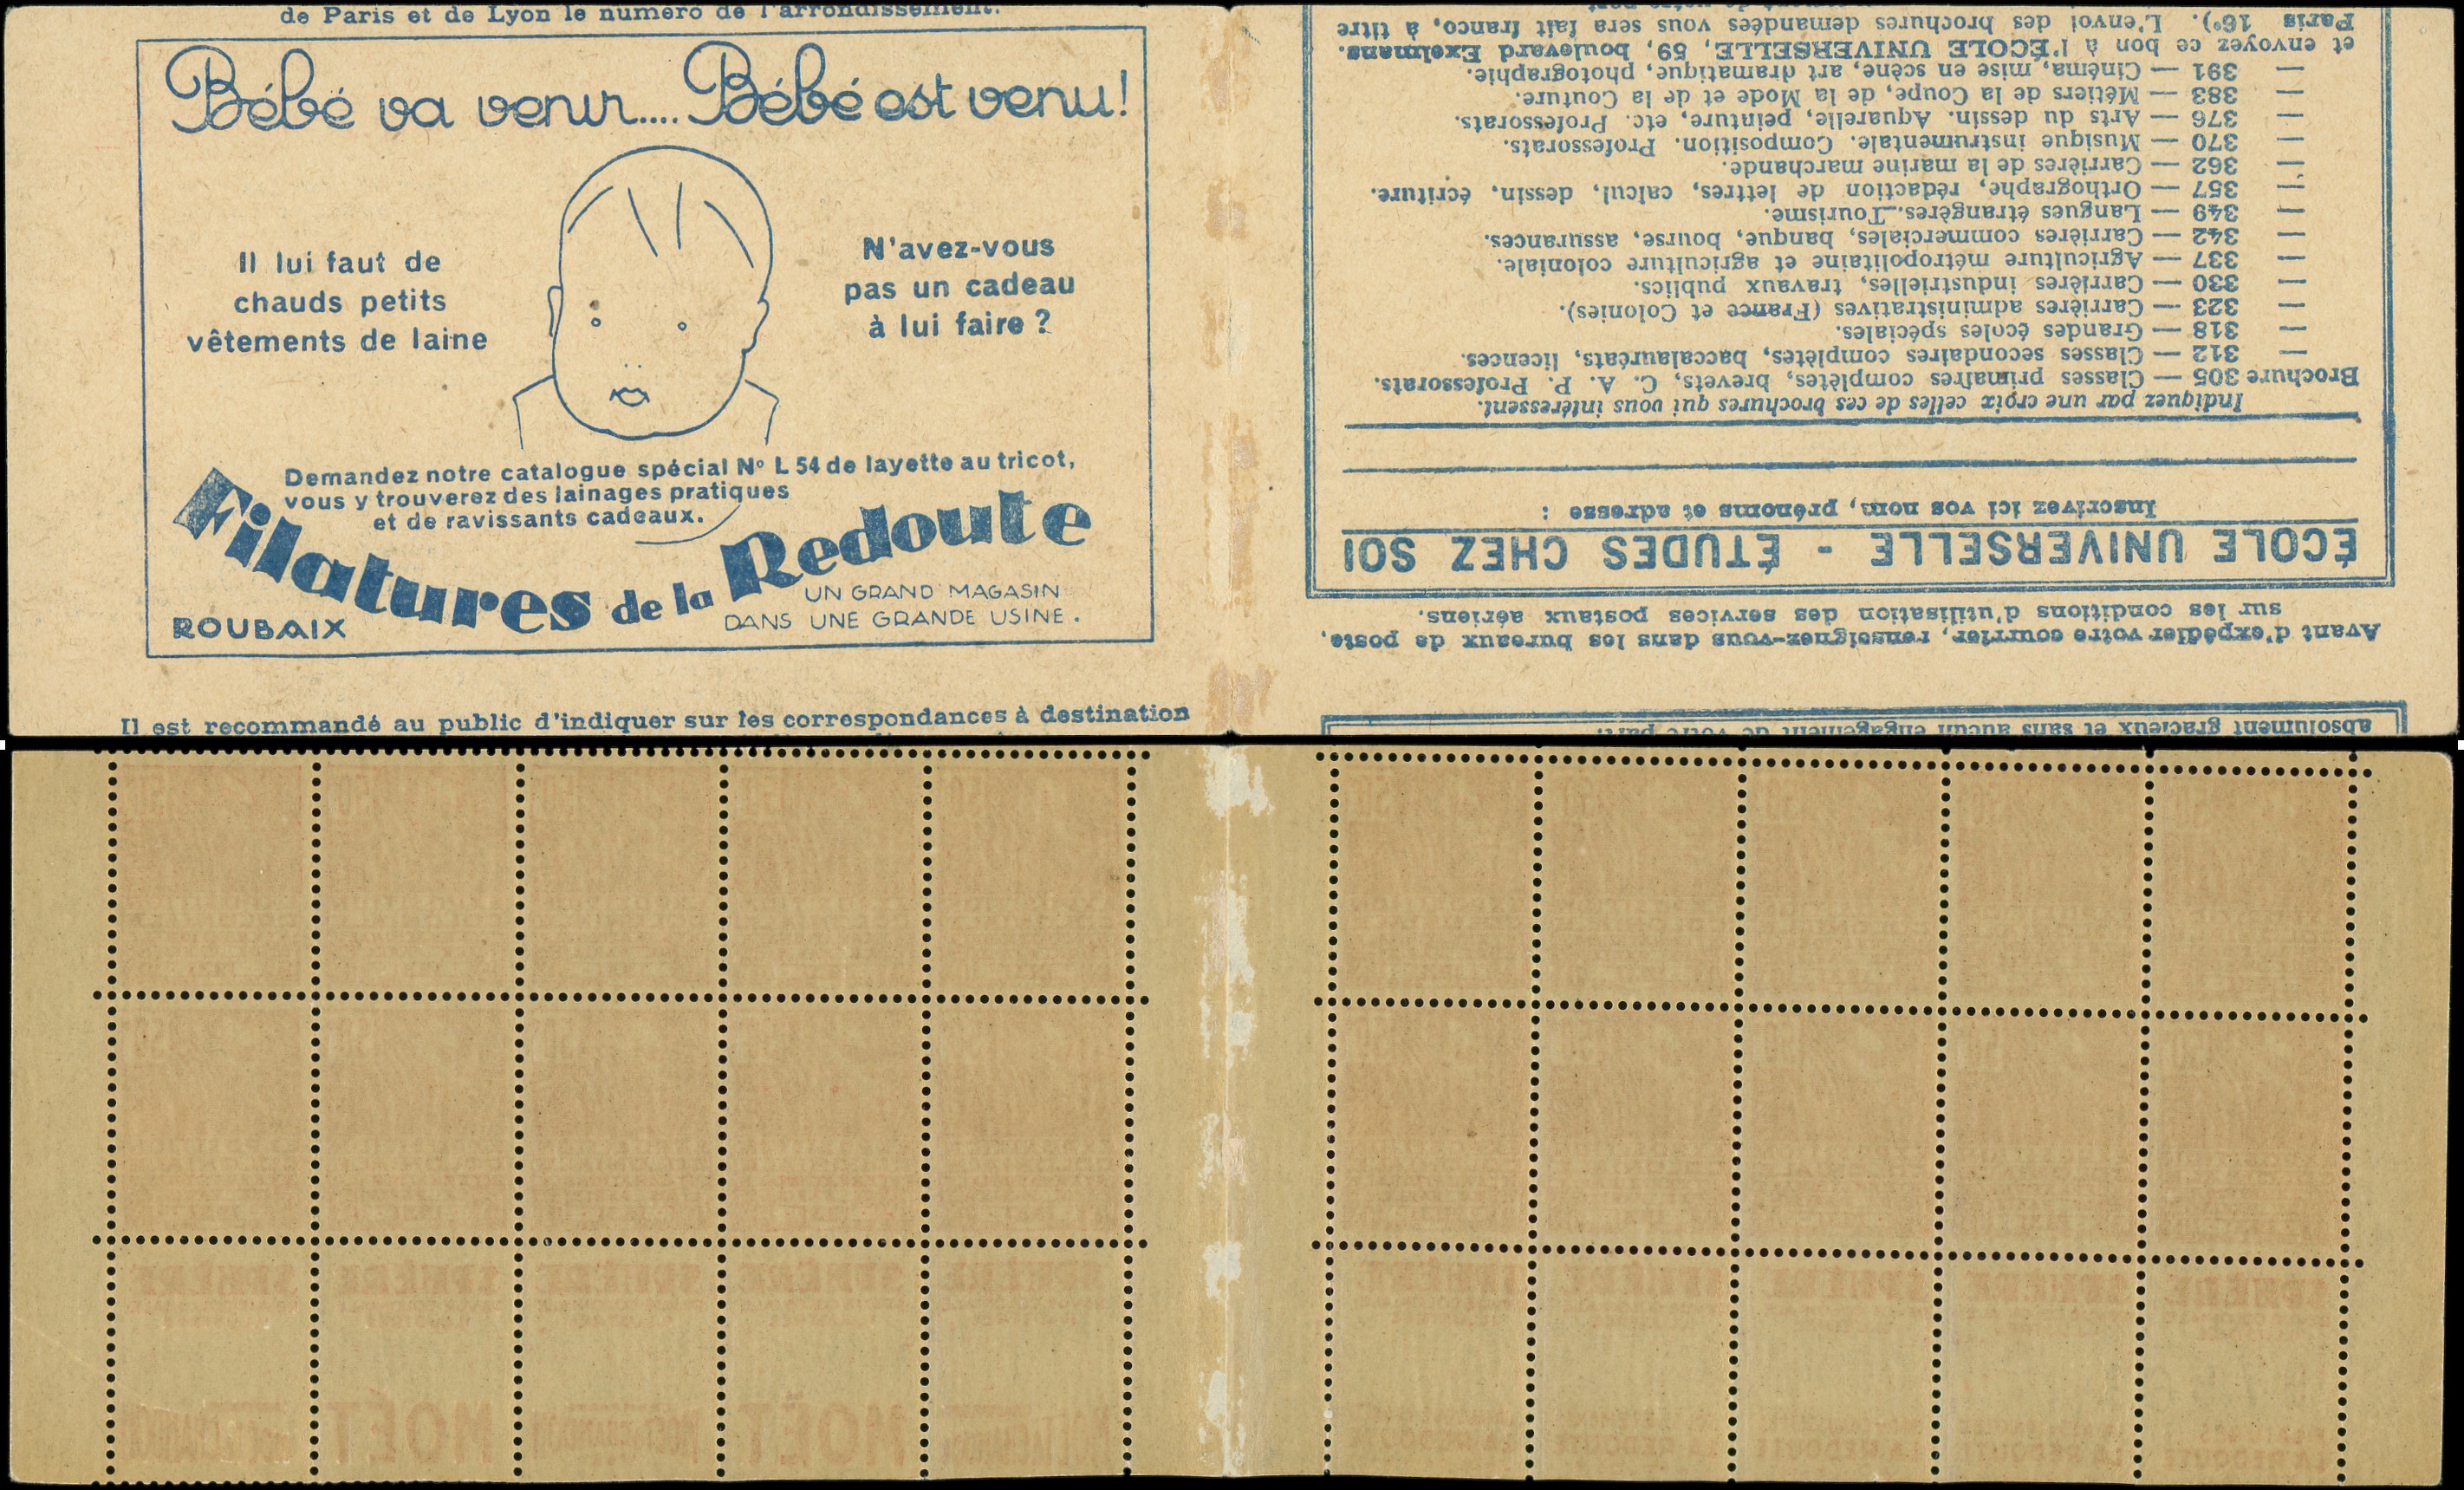 de Paris et de Lyon le numéro de l'arrondissement.
Bébé va venir.... Bébé est venu!
Il lui faut de
chauds petits
vêtements de laine
N'avez-vous
pas un cadeau
à lui faire ?
Demandez notre catalogue spécial N° L 54 de layette au tricot,
vous y trouverez des lainages pratiques
et de ravissants cadeaux.
Filatures de la Redoute
ROUBAIX
UN GRAND MAGASIN
DANS UNE GRANDE USINE.
Il est recommandé au public d'indiquer sur les correspondances à destination
absolument gracieux et sans aucun engagement de votre part.
Avant d'expédier votre courrier, renseignez-vous dans les bureaux de poste,
sur les conditions d'utilisation des services postaux aériens.
ÉCOLE UNIVERSELLE - ÉTUDES CHEZ SOI
Inscrivez ici vos nom, prénoms et adresse :
Indiquez par une croix celles de ces brochures qui vous intéressent.
Brochure 305 — Classes primaires complètes, brevets, C. A. P. Professorats.
— 312 — Classes secondaires complètes, baccalauréats, licences.
— 318 — Grandes écoles spéciales.
— 323 — Carrières administratives (France et Colonies).
— 330 — Carrières industrielles, travaux publics.
— 337 — Agriculture métropolitaine et agriculture coloniale.
— 342 — Carrières commerciales, banque, bourse, assurances.
— 349 — Langues étrangères. Tourisme.
— 357 — Orthographe, rédaction de lettres, calcul, dessin, écriture.
— 362 — Carrières de la marine marchande.
— 370 — Musique instrumentale. Composition. Professorats.
— 376 — Arts du dessin. Aquarelle, peinture, etc. Professorats.
— 383 — Métiers de la Coupe, de la Mode et de la Couture.
— 391 — Cinéma, mise en scène, art dramatique, photographie.
et envoyez ce bon à l'ÉCOLE UNIVERSELLE, 59, boulevard Exelmans.
Paris 16e). L'envoi des brochures demandées vous sera fait franco, à titre
MOËT
MOËT